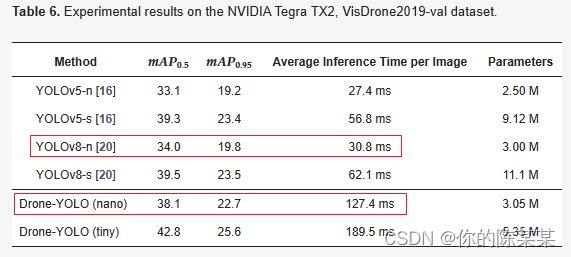 Table 6. Experimental results on the NVIDIA Tegra TX2, VisDrone2019-val dataset.
Method mAP0.5 mAP0.95 Average Inference Time per Image Parameters
YOLOv5-n [16] 33.1 19.2 27.4 ms 2.50 M
YOLOv5-s [16] 39.3 23.4 56.8 ms 9.12 M
YOLOv8-n [20] 34.0 19.8 30.8 ms 3.00 M
YOLOv8-s [20] 39.5 23.5 62.1 ms 11.1 M
Drone-YOLO (nano) 38.1 22.7 127.4 ms 3.05 M
Drone-YOLO (tiny) 42.8 25.6 189.5 ms 5.35 M
CSDN @你的陈某某